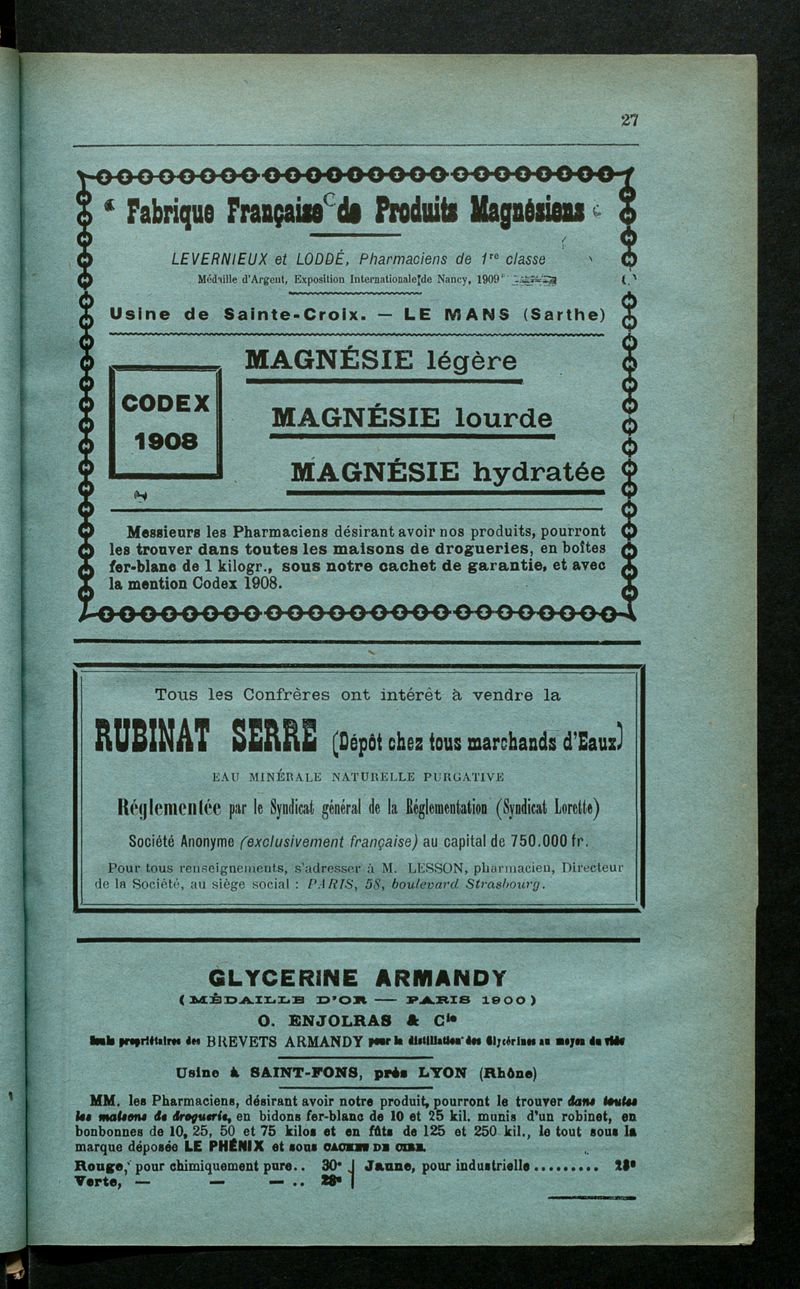 27
Fabrique Française de Produits Magnésiens
LEVERNIEUX et LODDÉ, Pharmaciens de 1re classe
Médaille d'Argent, Exposition Internationale de Nancy, 1909
Usine de Sainte-Croix. — LE MANS (Sarthe)
CODEX
1908
MAGNÉSIE légère
MAGNÉSIE lourde
MAGNÉSIE hydratée
Messieurs les Pharmaciens désirant avoir nos produits, pourront
les trouver dans toutes les maisons de drogueries, en boîtes
fer-blanc de 1 kilogr., sous notre cachet de garantie, et avec
la mention Codex 1908.
Tous les Confrères ont intérêt à vendre la
RUBINAT SERRE (Dépôt chez tous marchands d'Eaux)
EAU MINÉRALE NATURELLE PURGATIVE
Réglementée par le Syndicat général de la Réglementation (Syndicat Lorette)
Société Anonyme (exclusivement française) au capital de 750.000 fr.
Pour tous renseignements, s'adresser à M. LESSON, pharmacien, Directeur
de la Société, au siège social : PARIS, 58, boulevard Strasbourg.
GLYCERINE ARMANDY
(MÉDAILLE D'OR — PARIS 1900)
O. ENJOLRAS & Cie
Seuls propriétaires des BREVETS ARMANDY pour la distillation des Glycérines au moyen du vide
Usine à SAINT-FONS, près LYON (Rhône)
MM. les Pharmaciens, désirant avoir notre produit, pourront le trouver dans toutes
les maisons de droguerie, en bidons fer-blanc de 10 et 25 kil. munis d'un robinet, en
bonbonnes de 10, 25, 50 et 75 kilos et en fûts de 125 et 250 kil., le tout sous la
marque déposée LE PHÉNIX et sous CACHET DE CIRE.
Rouge, pour chimiquement pure.. 30° | Jaune, pour industrielle ......... 28°
Verte, — — — .. 28° |